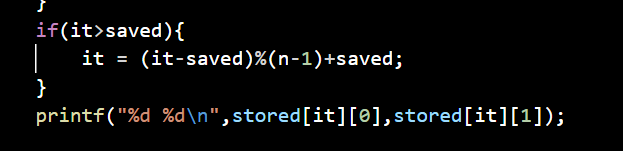 }
if(it>saved){
    it = (it-saved)%(n-1)+saved;
}
printf("%d %d\n",stored[it][0],stored[it][1]);